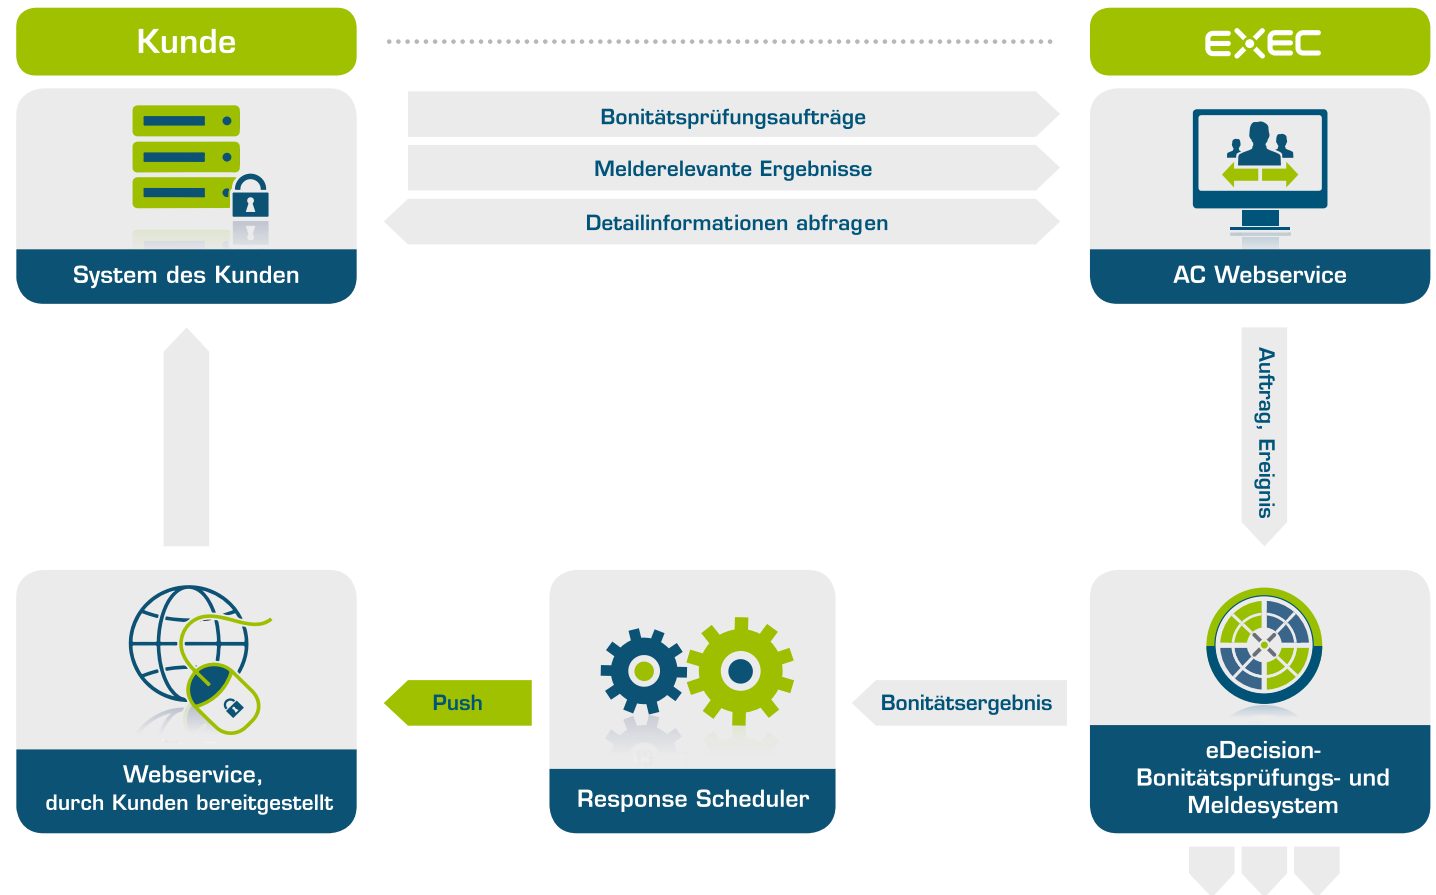 Kunde
EXEC
Bonitätsprüfungsaufträge
Melderelevante Ergebnisse
Detailinformationen abfragen
System des Kunden
AC Webservice
Auftrag, Ereignis
Push
Bonitätsergebnis
Webservice,
durch Kunden bereitgestellt
Response Scheduler
eDecision-
Bonitätsprüfungs- und
Meldesystem